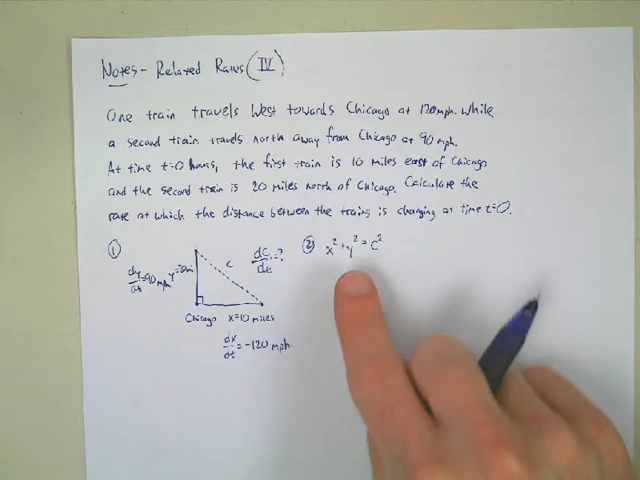 Notes- Related Rates (IV)
One train travels West towards Chicago at 120mph. While
a second train travels north away from Chicago at 90 mph.
At time t=0 hours, the first train is 10 miles east of Chicago
and the second train is 20 miles north of Chicago. Calculate the
rate at which the distance between the trains is changing at time t=0.
①
dy/dt=90 mph
c
dc/dt=?
Chicago x=10 miles
dx/dt=-120 mph.
② x²+y²=c²